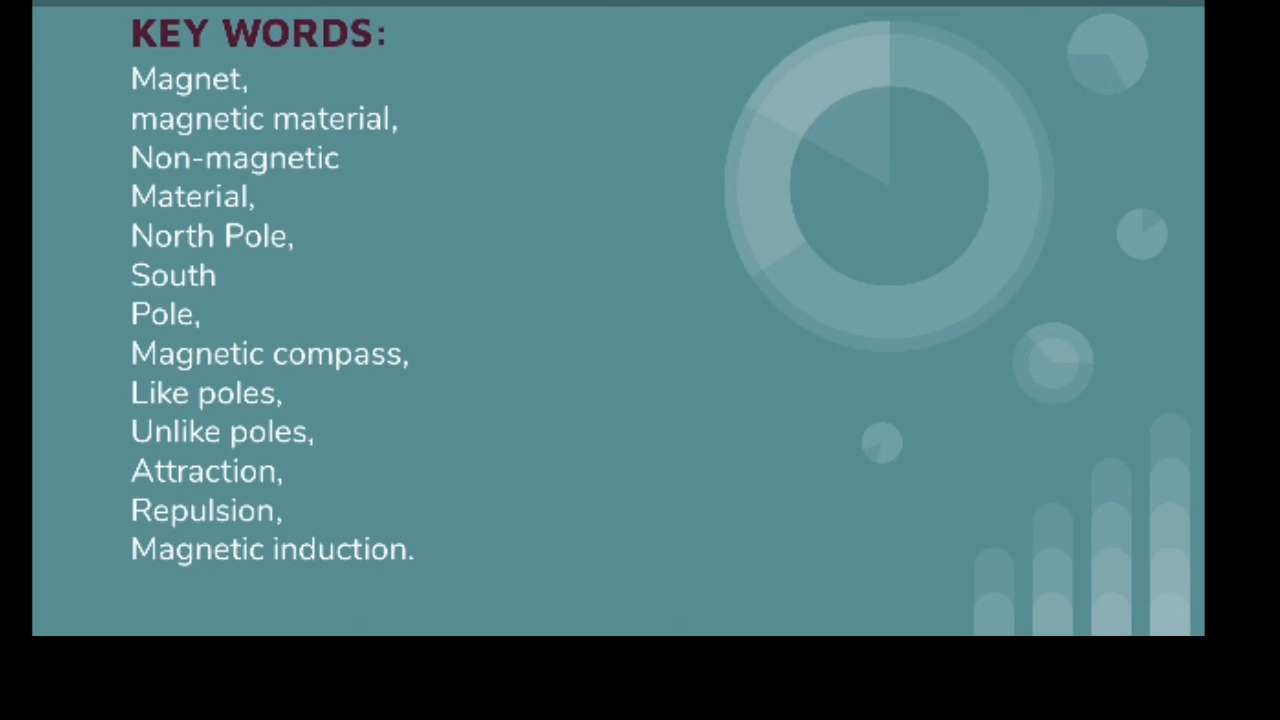 KEY WORDS:
Magnet,
magnetic material,
Non-magnetic
Material,
North Pole,
South
Pole,
Magnetic compass,
Like poles,
Unlike poles,
Attraction,
Repulsion,
Magnetic induction.